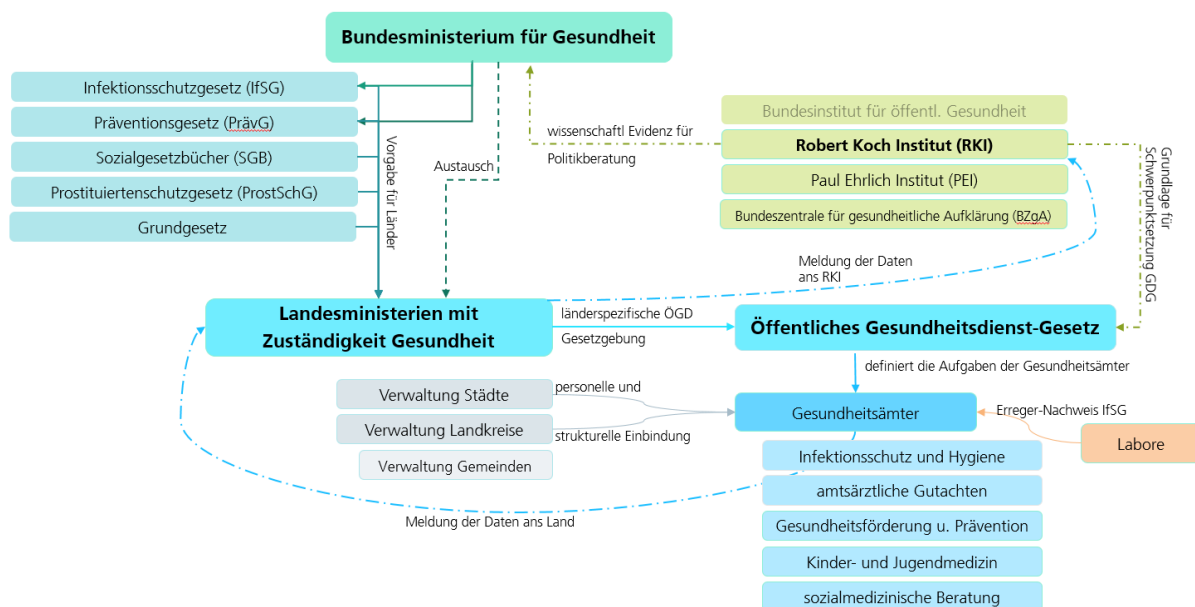 Bundesministerium für Gesundheit
Infektionsschutzgesetz (IfSG)
Präventionsgesetz (PrävG)
Sozialgesetzbücher (SGB)
Prostituiertenschutzgesetz (ProstSchG)
Grundgesetz
Vorgabe für Länder
Austausch
wissenschaftl Evidenz für
Politikberatung
Bundesinstitut für öffentl. Gesundheit
Robert Koch Institut (RKI)
Paul Ehrlich Institut (PEI)
Bundeszentrale für gesundheitliche Aufklärung (BZgA)
Grundlage für
Schwerpunktsetzung GDG
Meldung der Daten
ans RKI
Landesministerien mit
Zuständigkeit Gesundheit
länderspezifische ÖGD
Gesetzgebung
Öffentliches Gesundheitsdienst-Gesetz
definiert die Aufgaben der Gesundheitsämter
Verwaltung Städte
Verwaltung Landkreise
Verwaltung Gemeinden
personelle und
strukturelle Einbindung
Gesundheitsämter
Erreger-Nachweis IfSG
Labore
Infektionsschutz und Hygiene
amtsärztliche Gutachten
Gesundheitsförderung u. Prävention
Kinder- und Jugendmedizin
sozialmedizinische Beratung
Meldung der Daten ans Land